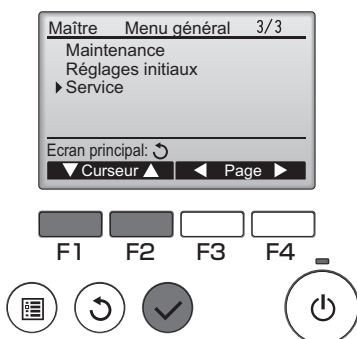 Maître Menu général 3/3
Maintenance
Réglages initiaux
Service
Ecran principal:
Curseur Page
F1 F2 F3 F4